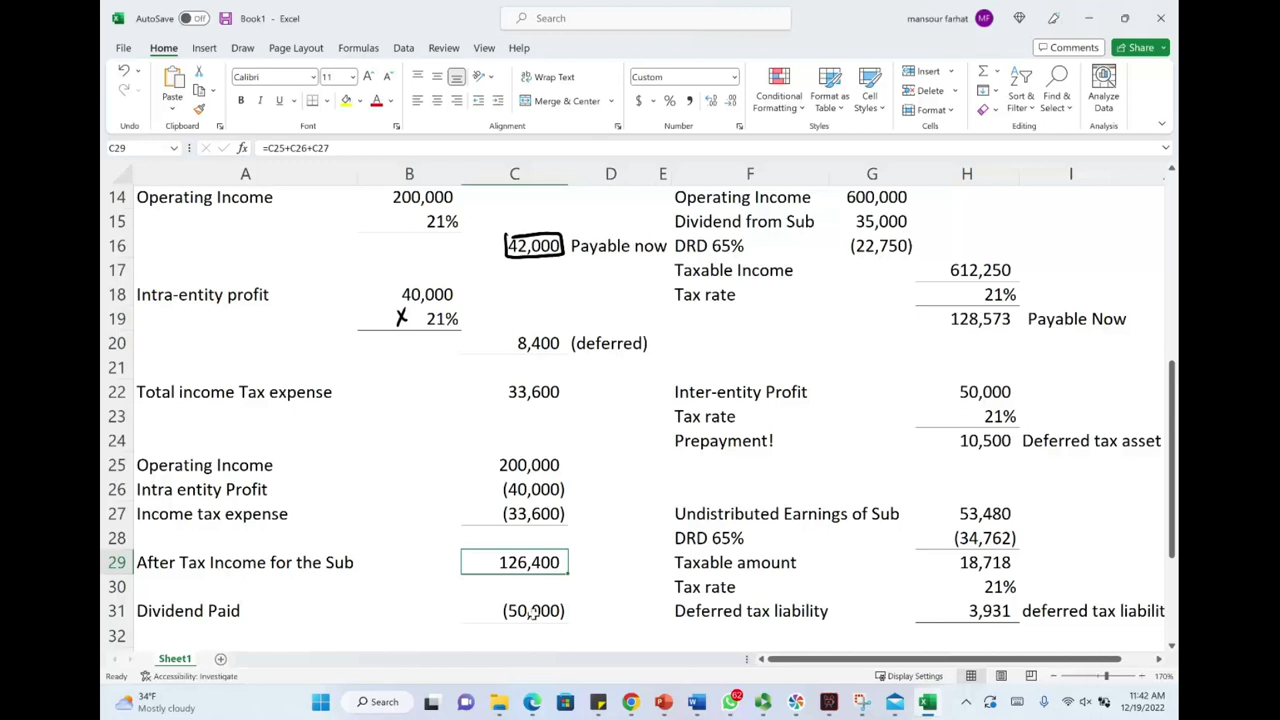 AutoSave Off Book1 - Excel Search mansour farhat MF
File Home Insert Draw Page Layout Formulas Data Review View Help Comments Share
Calibri 11 Wrap Text Custom Insert
Paste B I U Merge & Center $ % Conditional Formatting Format as Table Cell Styles Delete Format Sort & Filter Find & Select Analyze Data
Undo Clipboard Font Alignment Number Styles Cells Editing Analysis
C29 fx =C25+C26+C27
A B C D E F G H I
14 Operating Income 200,000 Operating Income 600,000
15 21% Dividend from Sub 35,000
16 42,000 Payable now DRD 65% (22,750)
17 Taxable Income 612,250
18 Intra-entity profit 40,000 Tax rate 21%
19 x 21% 128,573 Payable Now
20 8,400 (deferred)
21
22 Total income Tax expense 33,600 Inter-entity Profit 50,000
23 Tax rate 21%
24 Prepayment! 10,500 Deferred tax asset
25 Operating Income 200,000
26 Intra entity Profit (40,000)
27 Income tax expense (33,600) Undistributed Earnings of Sub 53,480
28 DRD 65% (34,762)
29 After Tax Income for the Sub 126,400 Taxable amount 18,718
30 Tax rate 21%
31 Dividend Paid (50,000) Deferred tax liability 3,931 deferred tax liabilit
32
Sheet1
Ready Accessibility: Investigate Display Settings 170%
34°F
Mostly cloudy
Search
62
11:42 AM
12/19/2022